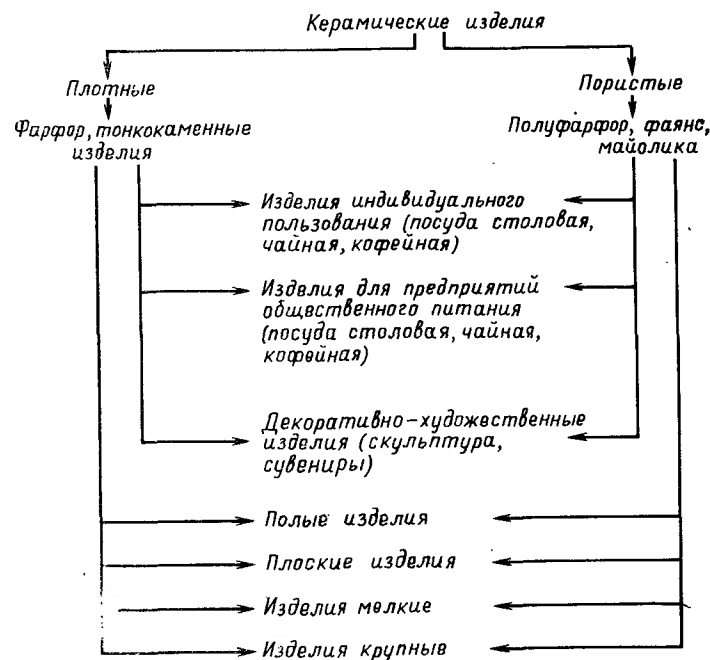 Керамические изделия
Плотные
Пористые
Фарфор, тонкокаменные
изделия
Полуфарфор, фаянс,
майолика
Изделия индивидуального
пользования (посуда столовая,
чайная, кофейная)
Изделия для предприятий
общественного питания
(посуда столовая, чайная,
кофейная)
Декоративно-художественные
изделия (скульптура,
сувениры)
Полые изделия
Плоские изделия
Изделия мелкие
Изделия крупные